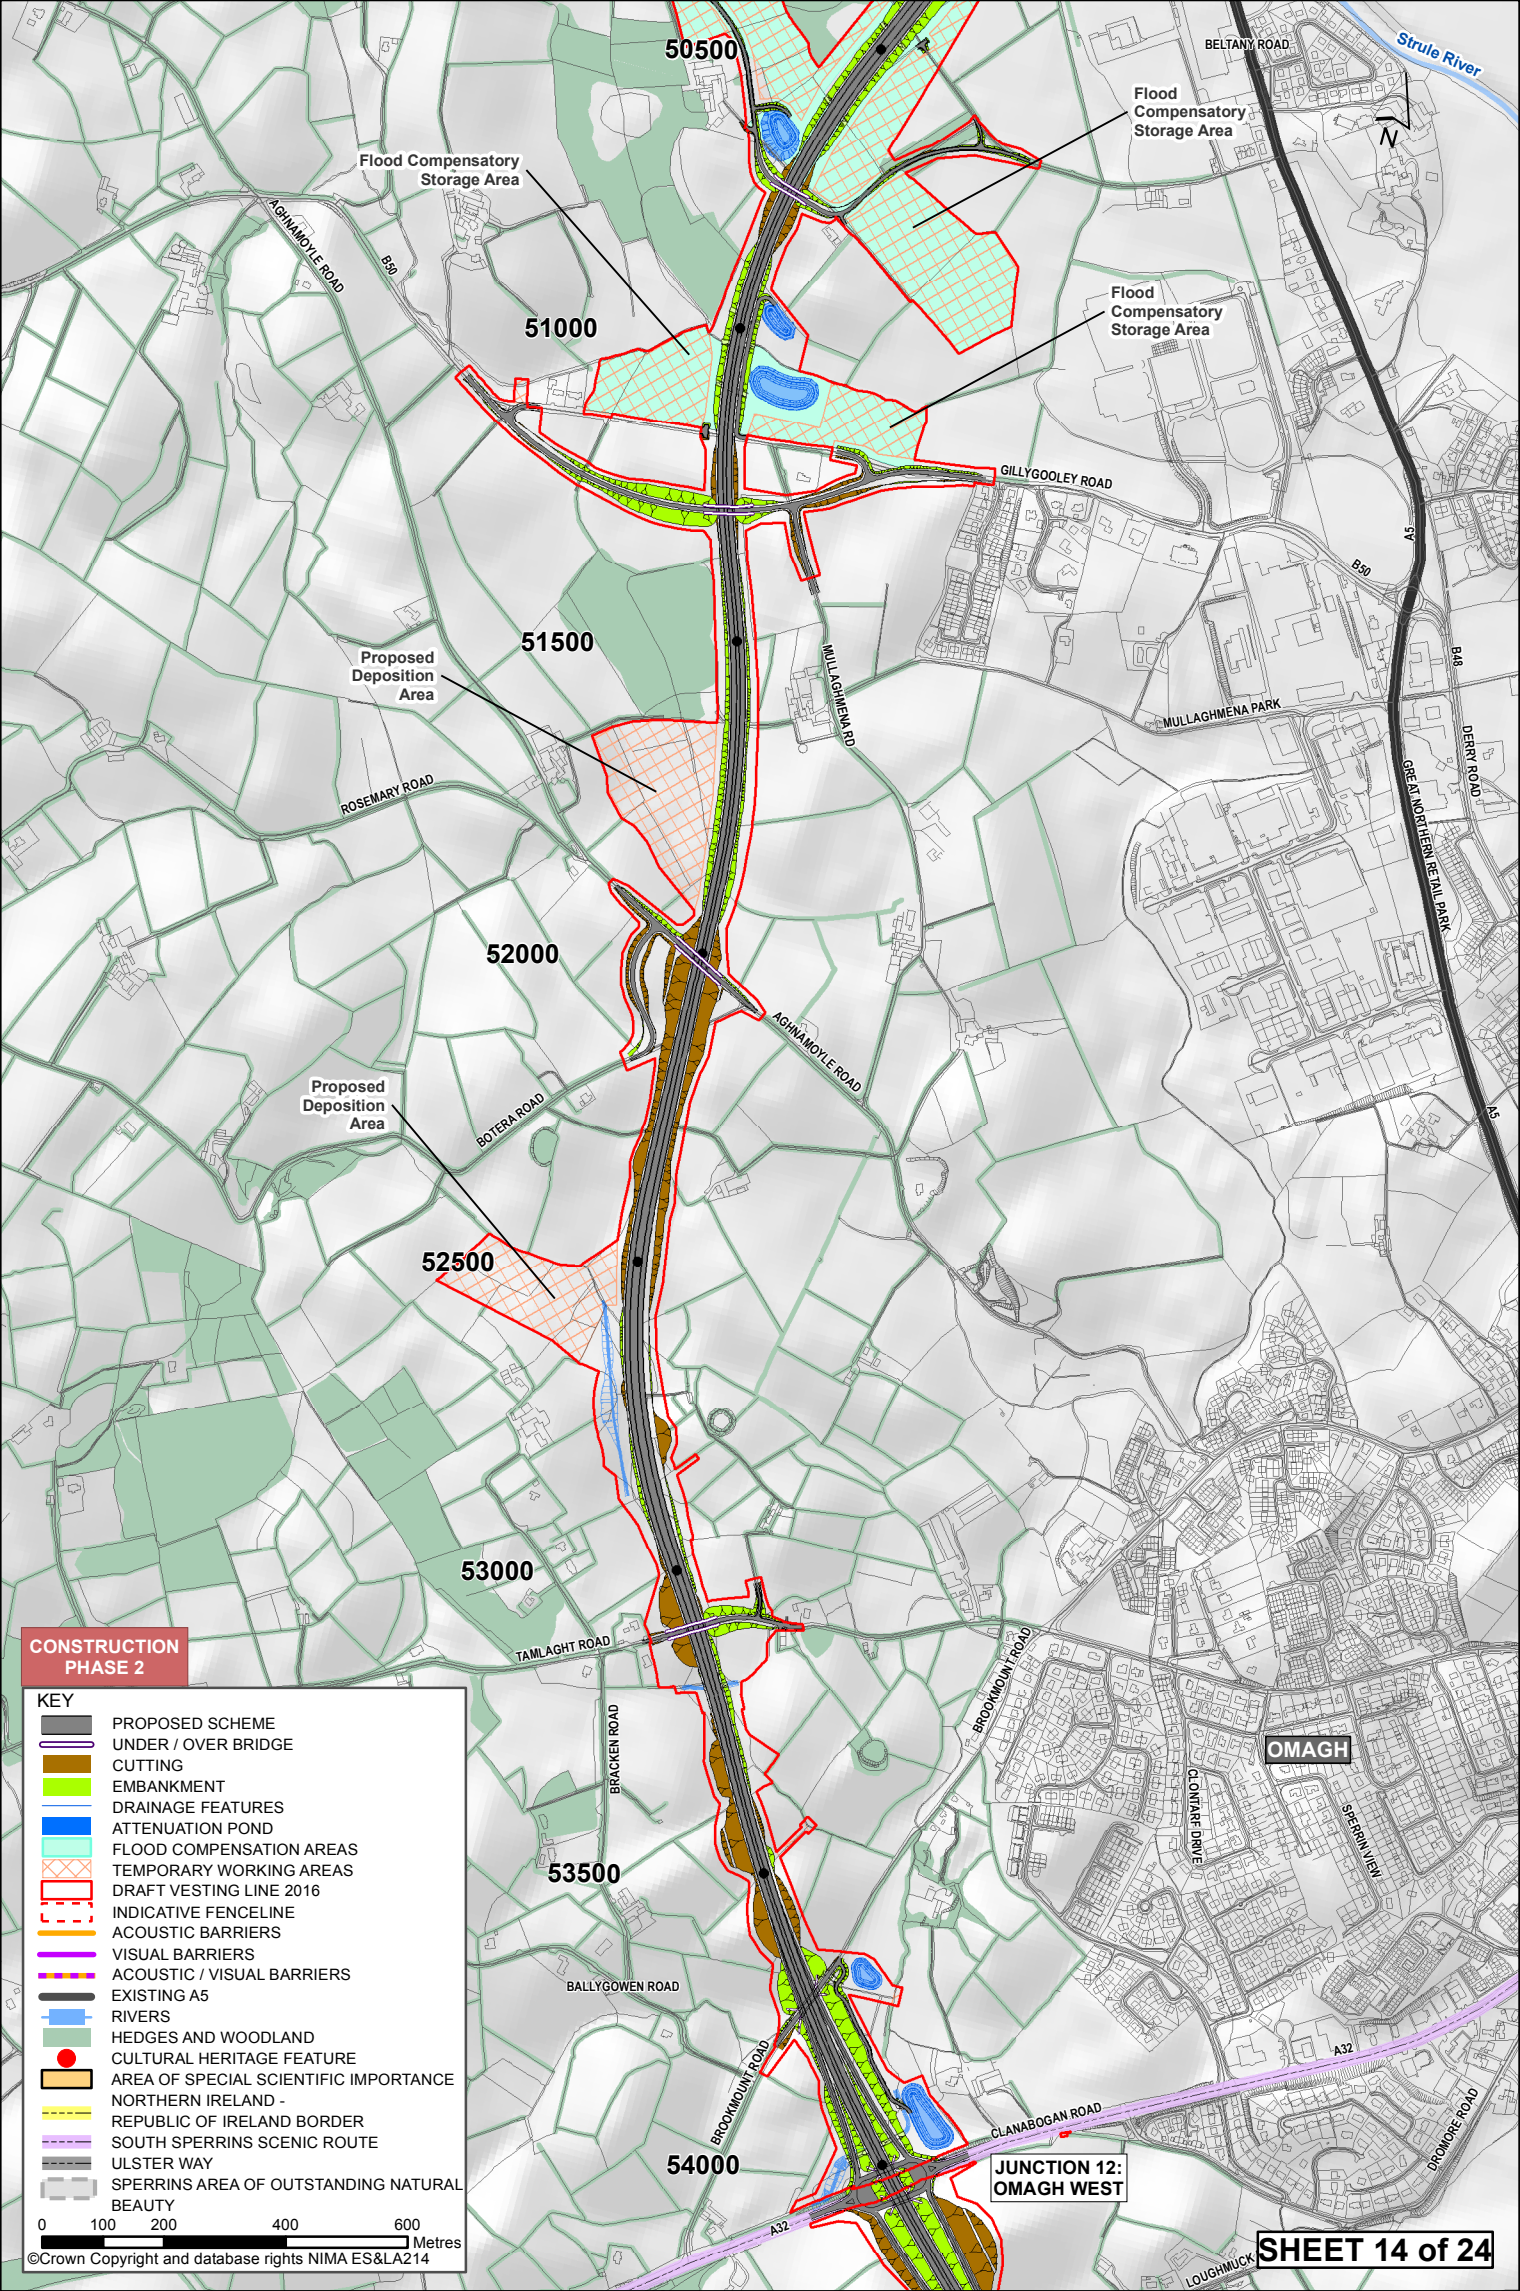 50500
BELTANY ROAD
Strule River
N
Flood
Compensatory
Storage Area
Flood Compensatory
Storage Area
AGHNAMOYLE ROAD
B50
51000
Flood
Compensatory
Storage Area
GILLYGOOLEY ROAD
A5
B50
51500
Proposed
Deposition
Area
MULLAGHMENA RD
B48
MULLAGHMENA PARK
DERRY ROAD
GREAT NORTHERN RETAIL PARK
ROSEMARY ROAD
52000
AGHNAMOYLE ROAD
Proposed
Deposition
Area
BOTERA ROAD
A5
52500
53000
TAMLAGHT ROAD
BROOKMOUNT ROAD
BRACKEN ROAD
OMAGH
CLONTARF DRIVE
SPERRIN VIEW
53500
BALLYGOWEN ROAD
BROOKMOUNT ROAD
A32
CLANABOGAN ROAD
DROMORE ROAD
54000
JUNCTION 12:
OMAGH WEST
A32
LOUGHMUCK
SHEET 14 of 24
CONSTRUCTION
PHASE 2
KEY
PROPOSED SCHEME
UNDER / OVER BRIDGE
CUTTING
EMBANKMENT
DRAINAGE FEATURES
ATTENUATION POND
FLOOD COMPENSATION AREAS
TEMPORARY WORKING AREAS
DRAFT VESTING LINE 2016
INDICATIVE FENCELINE
ACOUSTIC BARRIERS
VISUAL BARRIERS
ACOUSTIC / VISUAL BARRIERS
EXISTING A5
RIVERS
HEDGES AND WOODLAND
CULTURAL HERITAGE FEATURE
AREA OF SPECIAL SCIENTIFIC IMPORTANCE
NORTHERN IRELAND -
REPUBLIC OF IRELAND BORDER
SOUTH SPERRINS SCENIC ROUTE
ULSTER WAY
SPERRINS AREA OF OUTSTANDING NATURAL
BEAUTY
0 100 200 400 600
Metres
©Crown Copyright and database rights NIMA ES&LA214